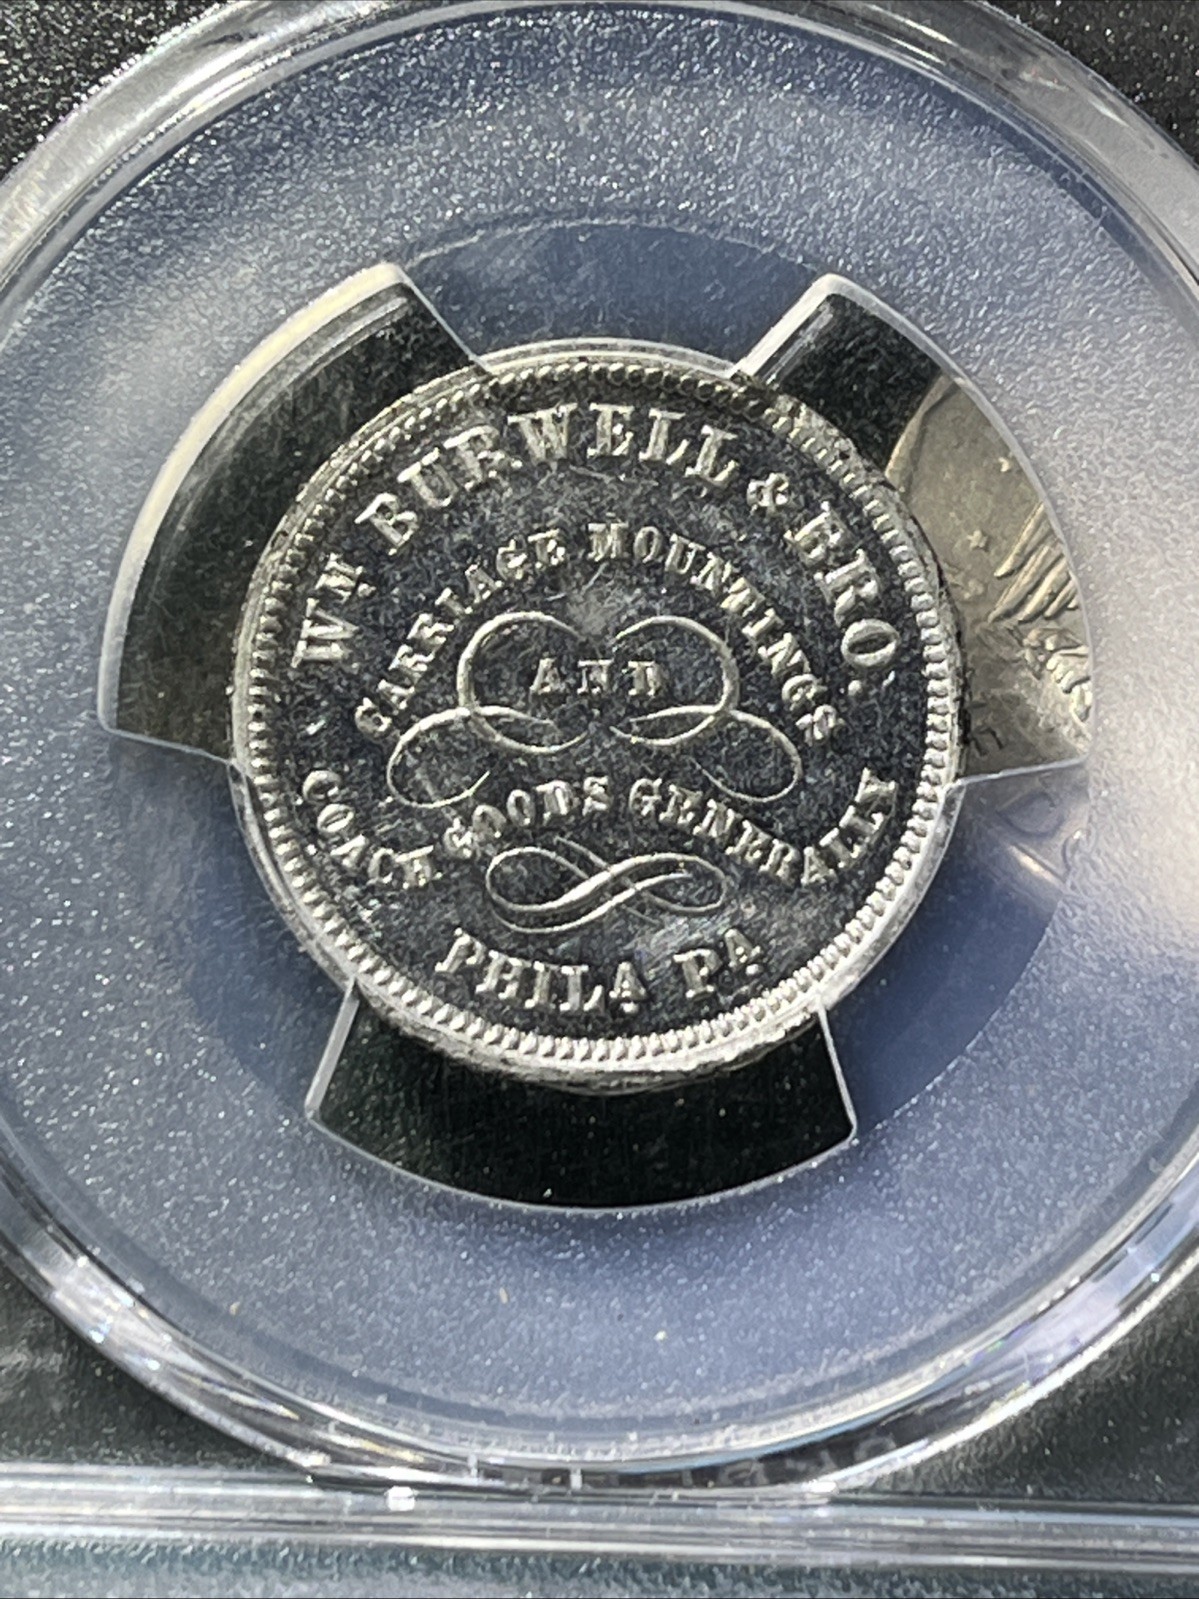 WM BURWELL & BRO.
CARRIAGE MOUNTINGS
AND
COACH GOODS GENERALLY
PHILA PA